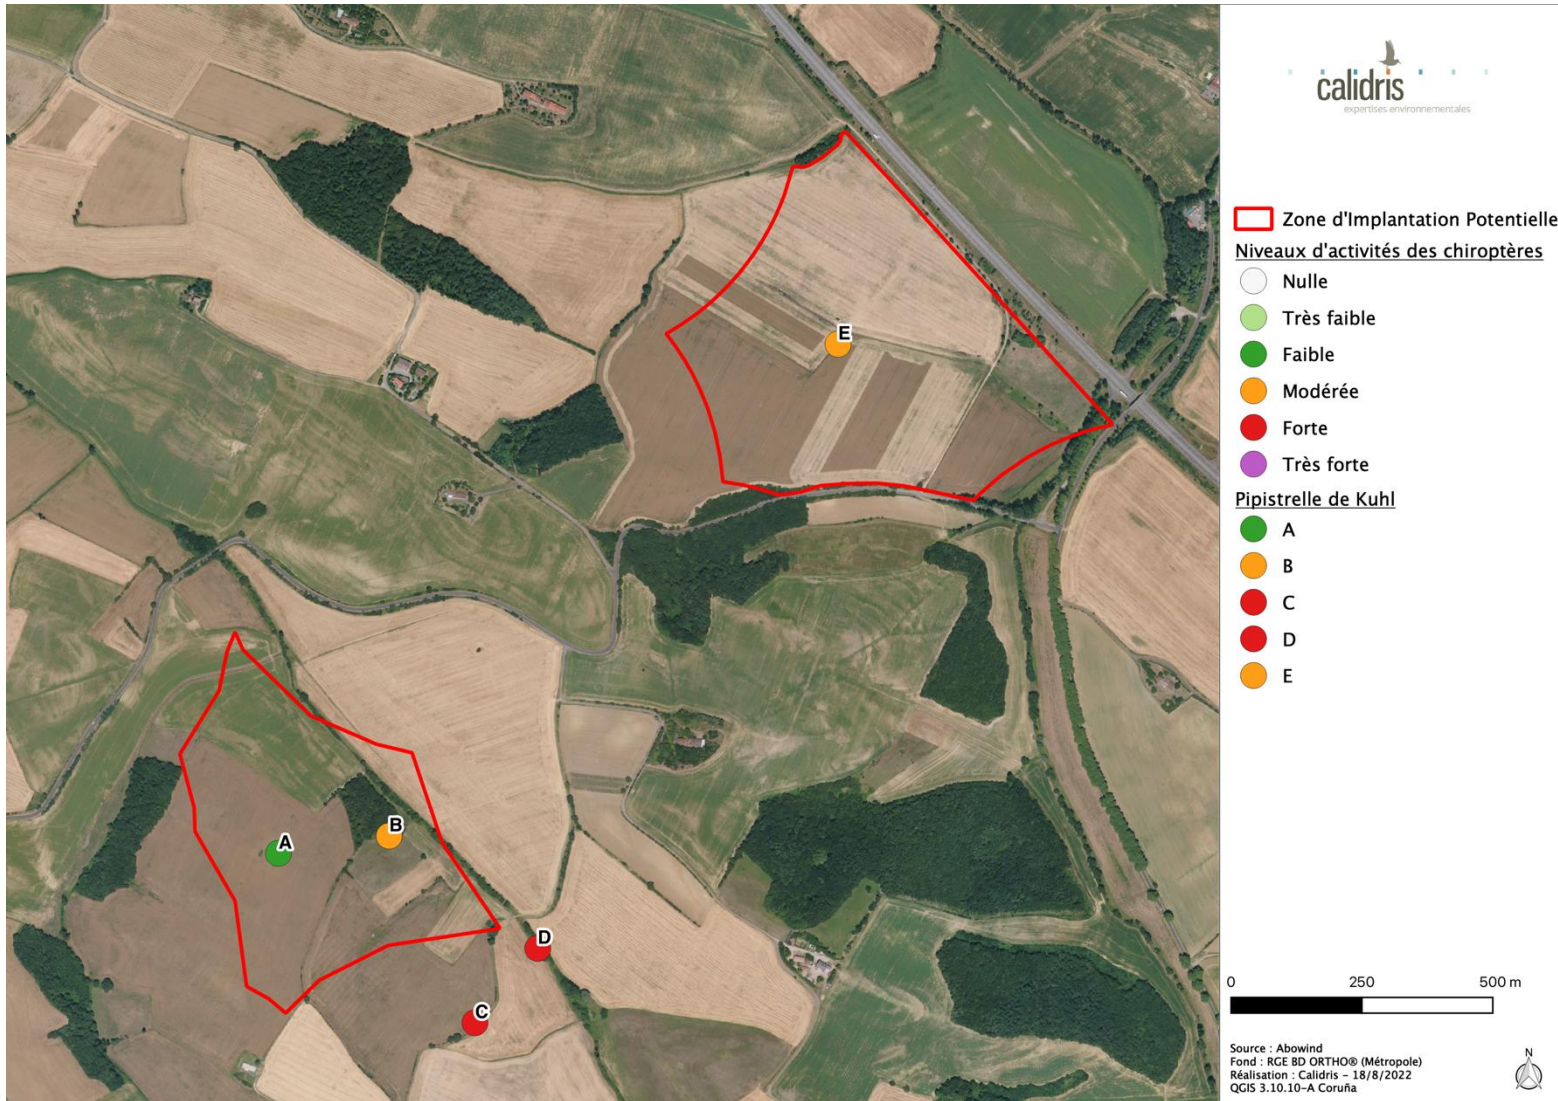 calidris
expertises environnementales
Zone d'Implantation Potentielle
Niveaux d'activités des chiroptères
Nulle
Très faible
Faible
Modérée
Forte
Très forte
Pipistrelle de Kuhl
A
B
C
D
E
E
B
A
D
C
0 250 500 m
Source : Abowind
Fond : RGE BD ORTHO® (Métropole)
Réalisation : Calidris - 18/8/2022
QGIS 3.10.10-A Coruña
N